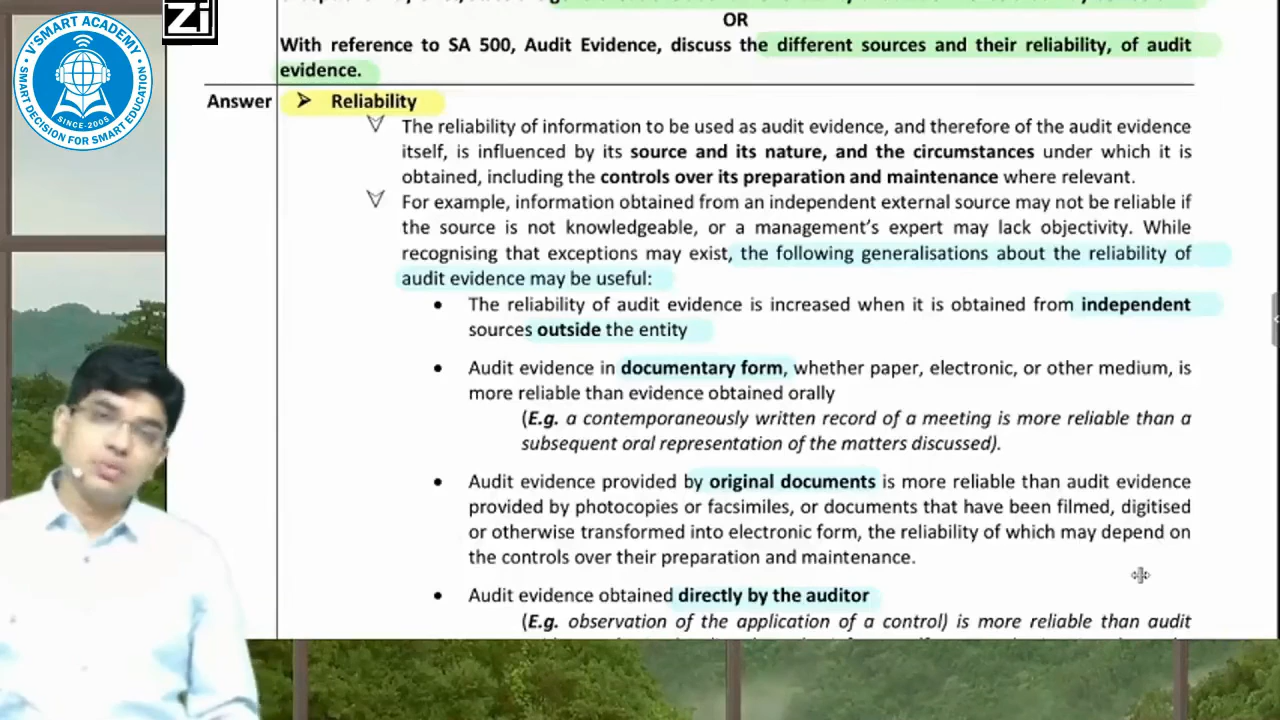 V'SMART ACADEMY
SMART DECISION FOR SMART EDUCATION
SINCE-2005
Zi
OR
With reference to SA 500, Audit Evidence, discuss the different sources and their reliability, of audit
evidence.
Answer
➢ Reliability
The reliability of information to be used as audit evidence, and therefore of the audit evidence
itself, is influenced by its source and its nature, and the circumstances under which it is
obtained, including the controls over its preparation and maintenance where relevant.
For example, information obtained from an independent external source may not be reliable if
the source is not knowledgeable, or a management's expert may lack objectivity. While
recognising that exceptions may exist, the following generalisations about the reliability of
audit evidence may be useful:
• The reliability of audit evidence is increased when it is obtained from independent
sources outside the entity
• Audit evidence in documentary form, whether paper, electronic, or other medium, is
more reliable than evidence obtained orally
(E.g. a contemporaneously written record of a meeting is more reliable than a
subsequent oral representation of the matters discussed).
• Audit evidence provided by original documents is more reliable than audit evidence
provided by photocopies or facsimiles, or documents that have been filmed, digitised
or otherwise transformed into electronic form, the reliability of which may depend on
the controls over their preparation and maintenance.
• Audit evidence obtained directly by the auditor
(E.g. observation of the application of a control) is more reliable than audit